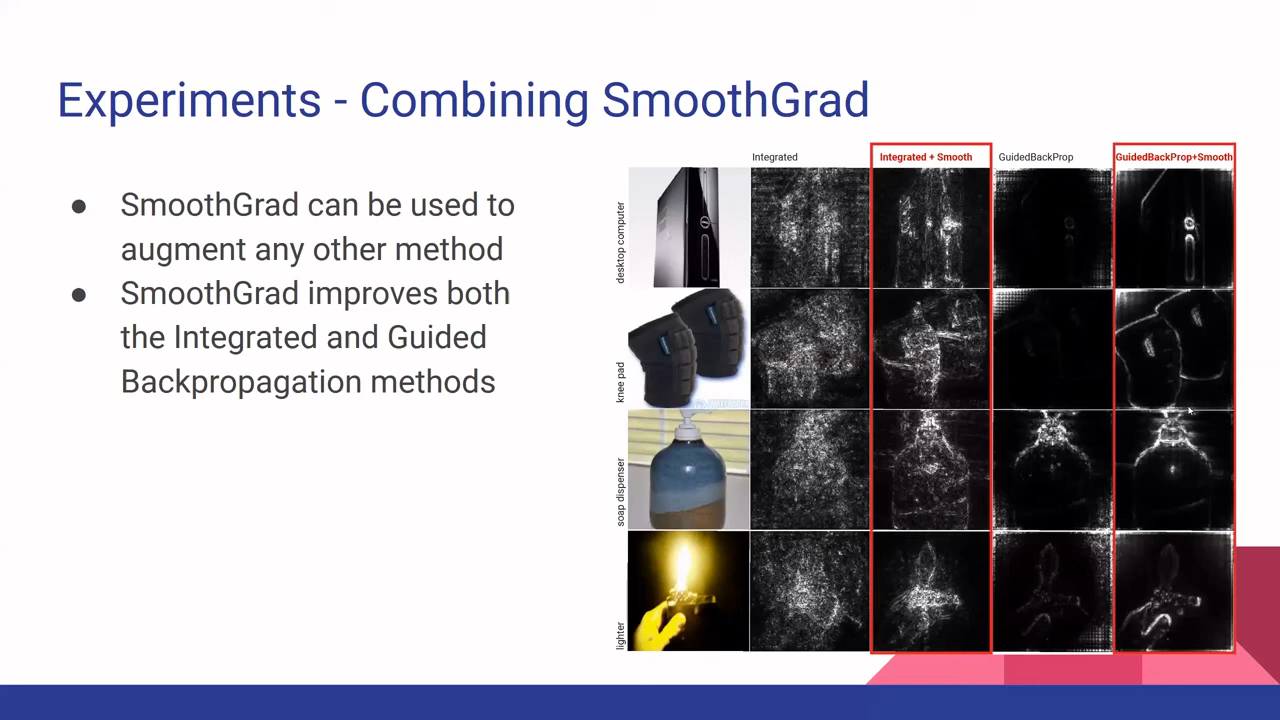 Experiments - Combining SmoothGrad
● SmoothGrad can be used to
augment any other method
● SmoothGrad improves both
the Integrated and Guided
Backpropagation methods
Integrated
Integrated + Smooth
GuidedBackProp
GuidedBackProp+Smooth
desktop computer
knee pad
soap dispenser
lighter